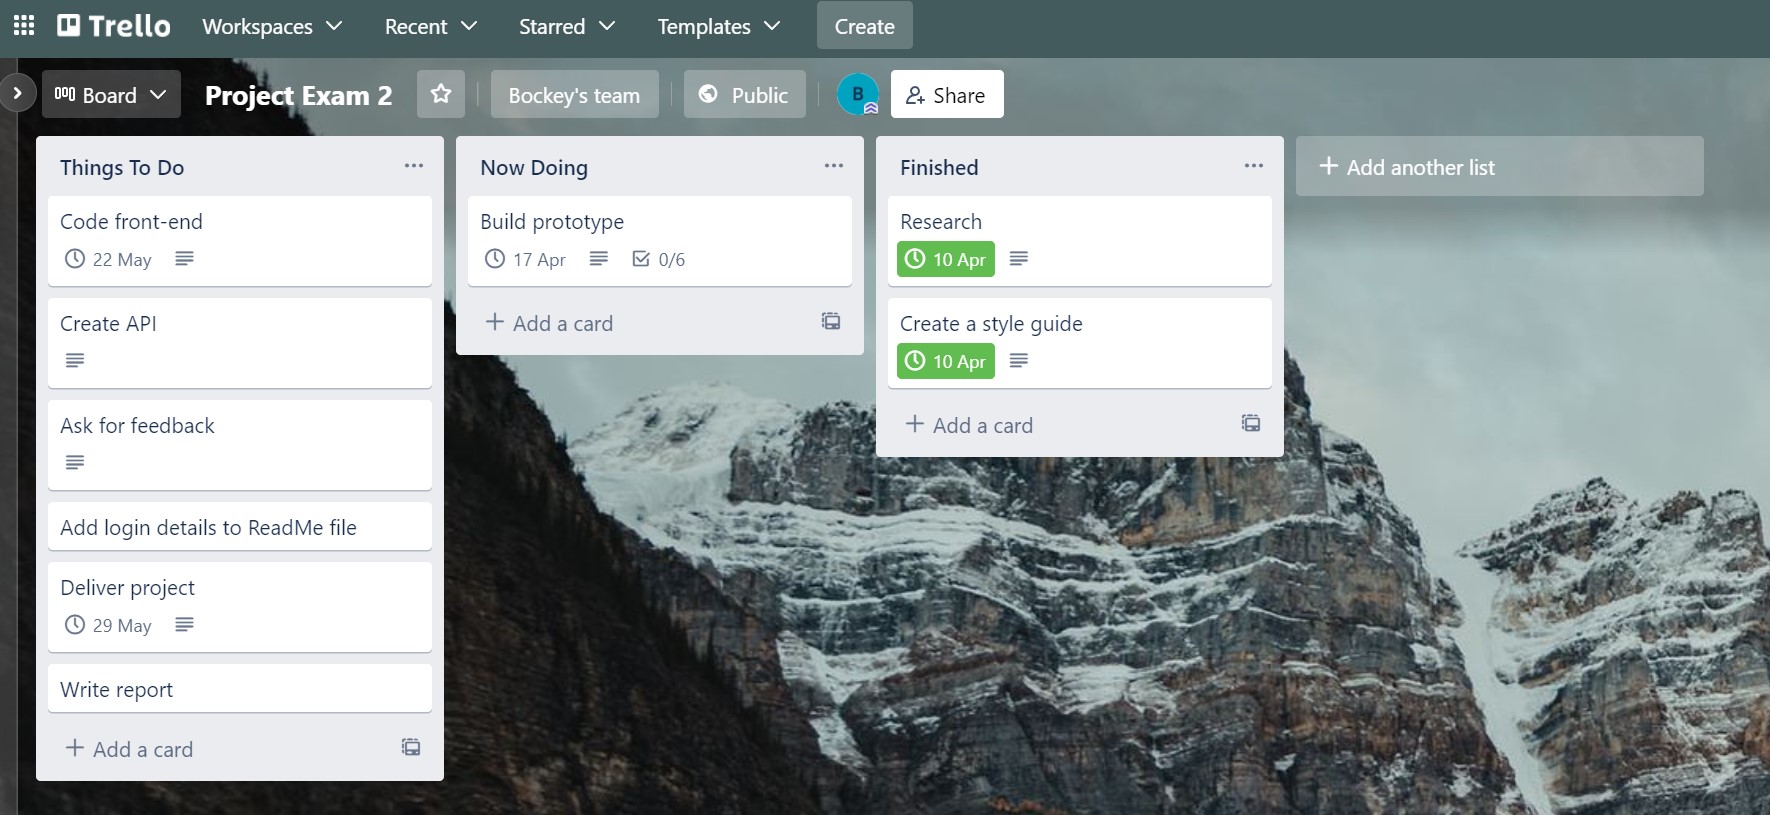 Trello Workspaces Recent Starred Templates Create
Board Project Exam 2 Bockey's team Public B Share
Things To Do
Code front-end
22 May
Create API
Ask for feedback
Add login details to ReadMe file
Deliver project
29 May
Write report
+ Add a card
Now Doing
Build prototype
17 Apr 0/6
+ Add a card
Finished
Research
10 Apr
Create a style guide
10 Apr
+ Add a card
+ Add another list